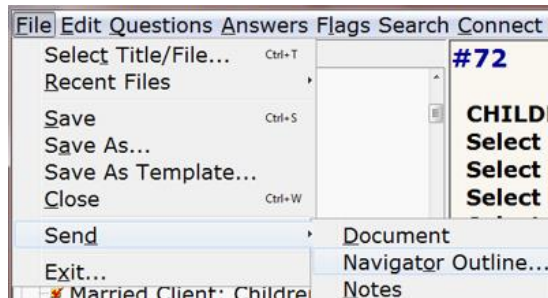 File Edit Questions Answers Flags Search Connect
Select Title/File... Ctrl+T
Recent Files
Save Ctrl+S
Save As...
Save As Template...
Close Ctrl+W
Send
Exit...
Married Client: Childre
#72
CHILD
Select
Select
Select
Document
Navigator Outline...
Notes